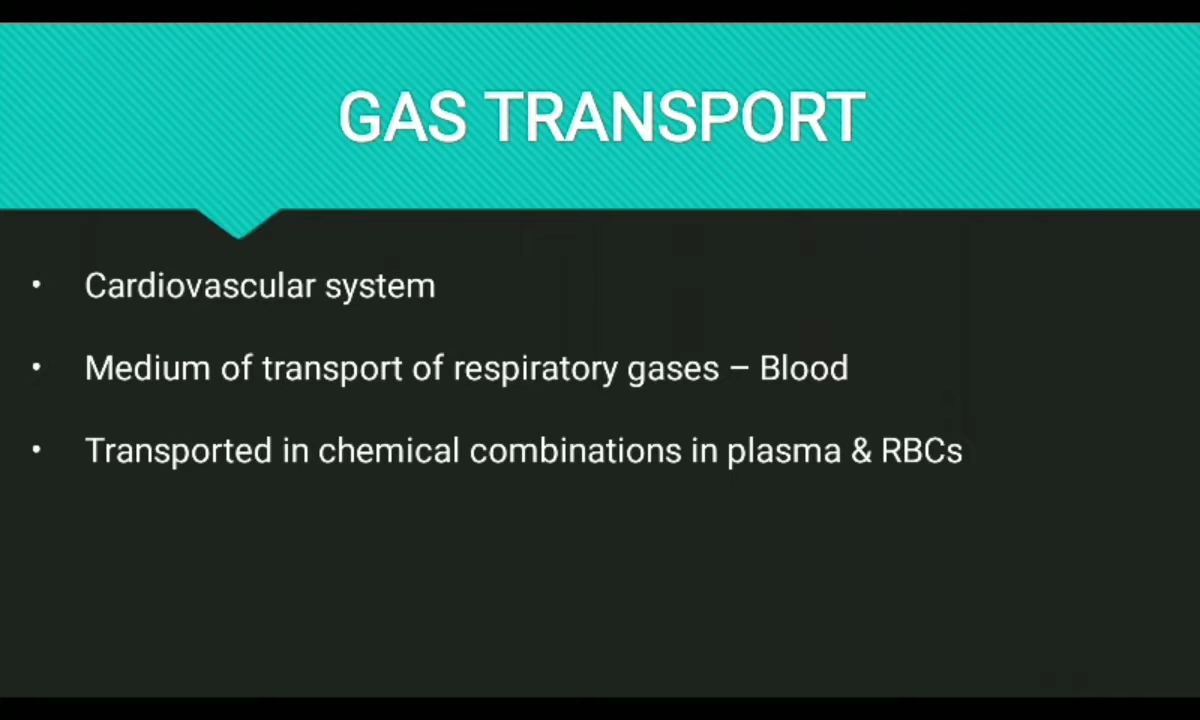 GAS TRANSPORT
• Cardiovascular system
• Medium of transport of respiratory gases – Blood
• Transported in chemical combinations in plasma & RBCs